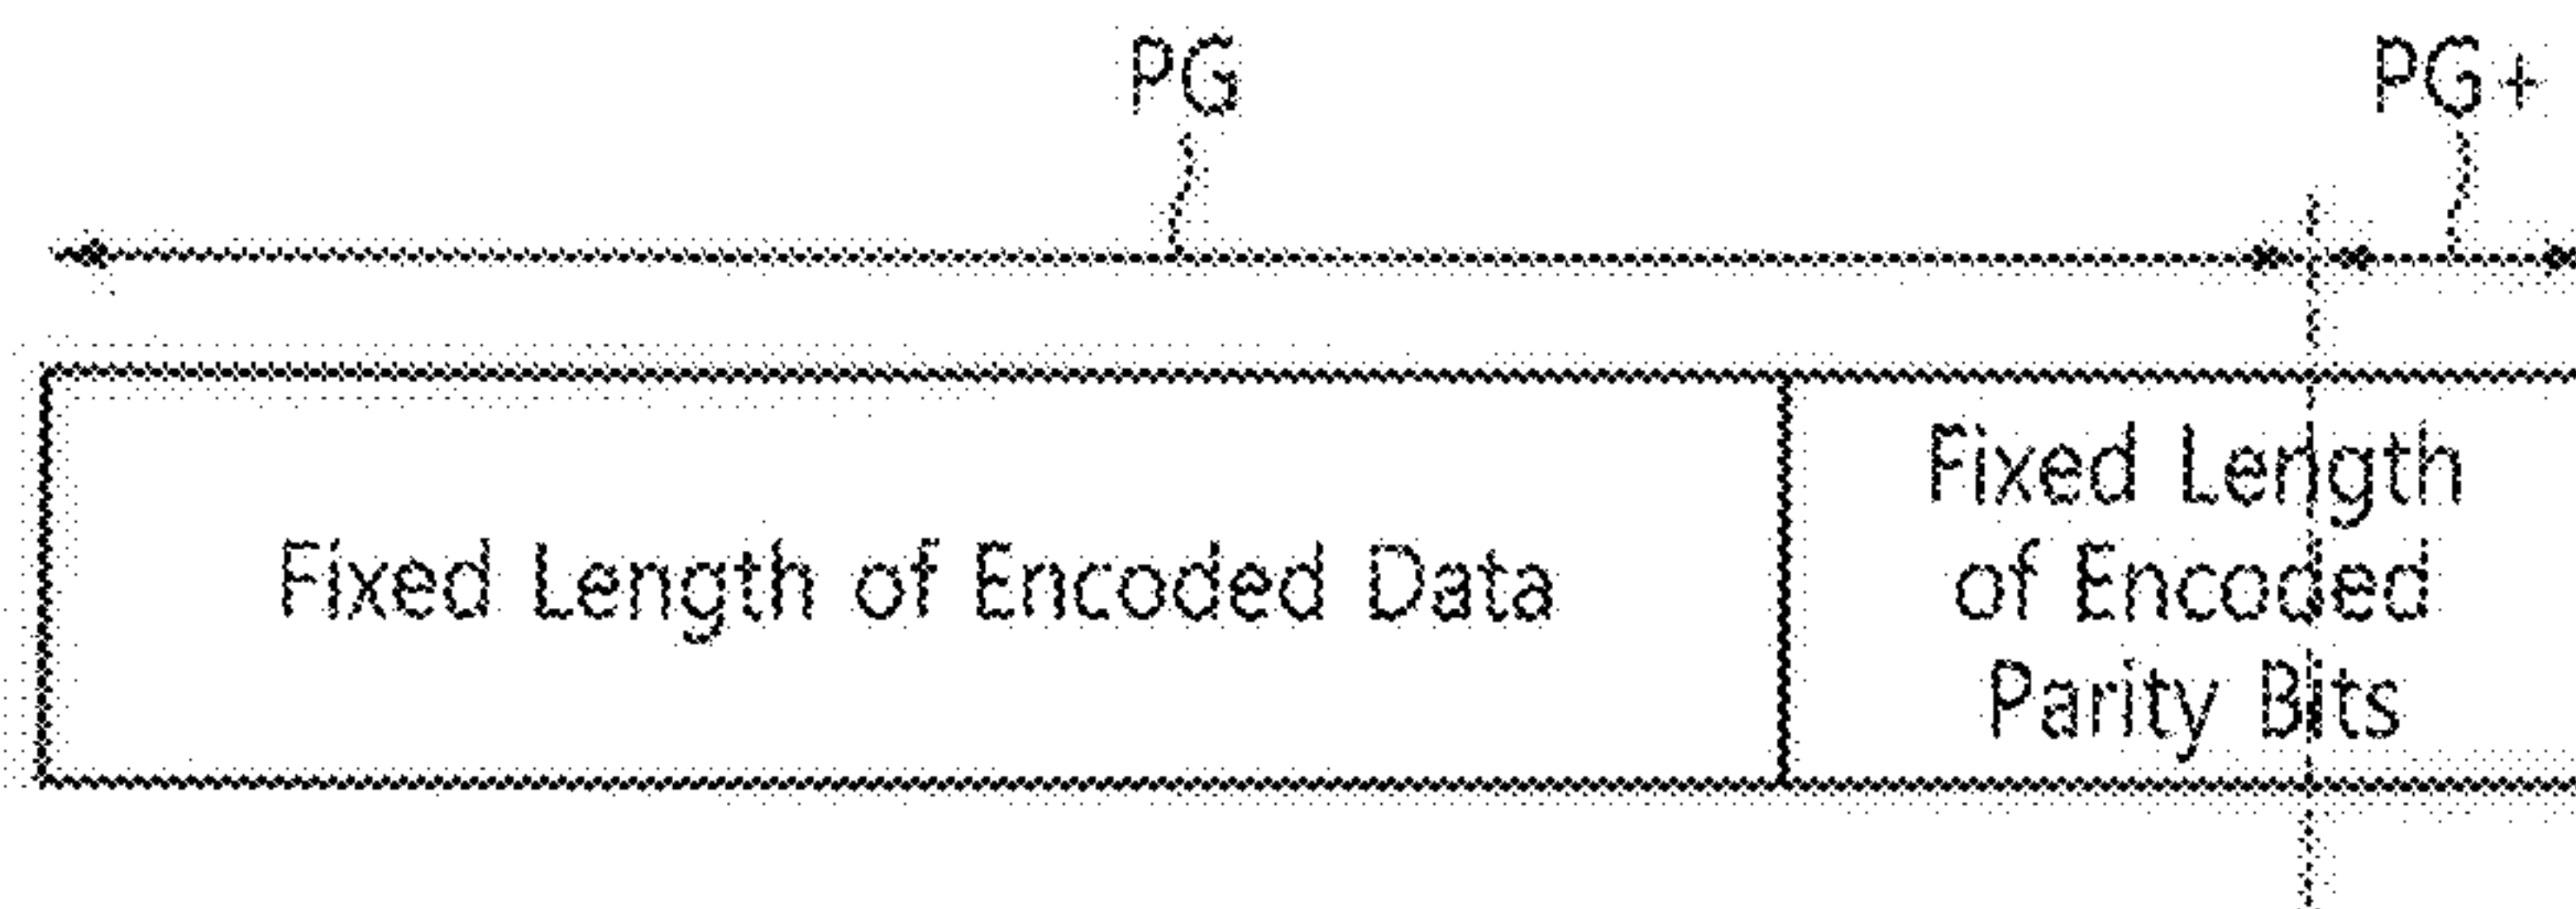 PG
PG+
Fixed Length of Encoded Data
Fixed Length
of Encoded
Parity Bits